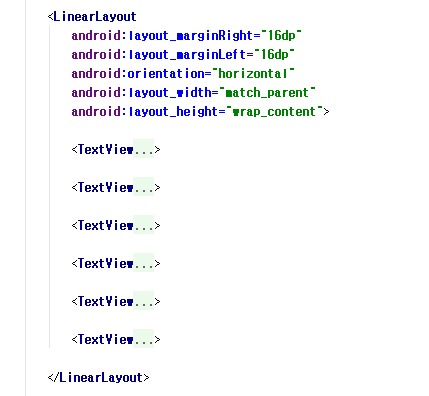 <LinearLayout
android:layout_marginRight="16dp"
android:layout_marginLeft="16dp"
android:orientation="horizontal"
android:layout_width="match_parent"
android:layout_height="wrap_content">
<TextView...>
<TextView...>
<TextView...>
<TextView...>
<TextView...>
<TextView...>
</LinearLayout>